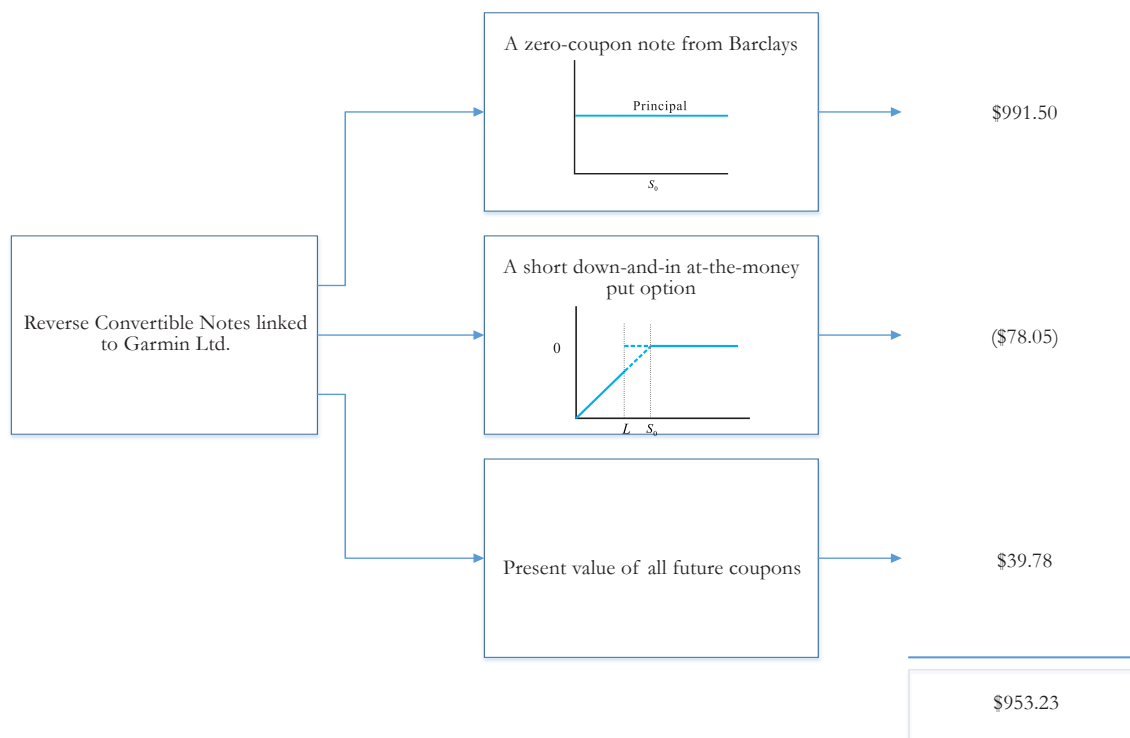 A zero-coupon note from Barclays
Principal
S₀
$991.50
Reverse Convertible Notes linked
to Garmin Ltd.
A short down-and-in at-the-money
put option
0
L S₀
($78.05)
Present value of all future coupons
$39.78
$953.23